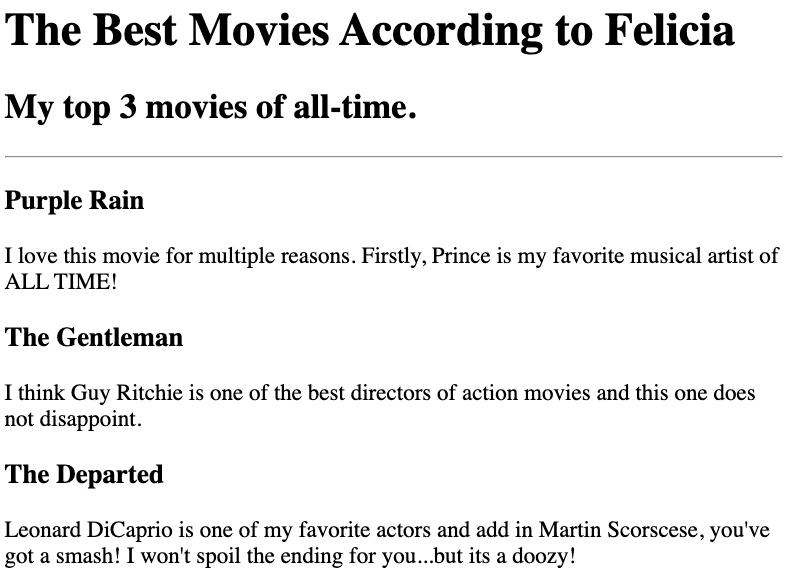 The Best Movies According to Felicia
My top 3 movies of all-time.
Purple Rain
I love this movie for multiple reasons. Firstly, Prince is my favorite musical artist of
ALL TIME!
The Gentleman
I think Guy Ritchie is one of the best directors of action movies and this one does
not disappoint.
The Departed
Leonard DiCaprio is one of my favorite actors and add in Martin Scorscese, you've
got a smash! I won't spoil the ending for you...but its a doozy!